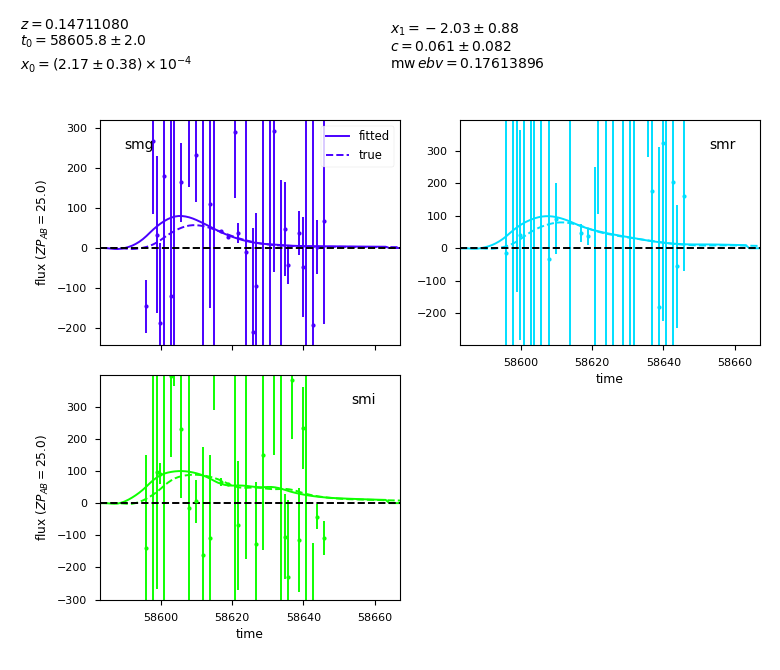 z = 0.14711080
t₀ = 58605.8 ± 2.0
x₀ = (2.17 ± 0.38) × 10⁻⁴
x₁ = −2.03 ± 0.88
c = 0.061 ± 0.082
mw ebv = 0.17613896
smg
fitted
true
300
200
100
0
−100
−200
flux (ZP_AB = 25.0)
smr
300
200
100
0
−100
−200
58600 58620 58640 58660
time
smi
300
200
100
0
−100
−200
−300
flux (ZP_AB = 25.0)
58600 58620 58640 58660
time